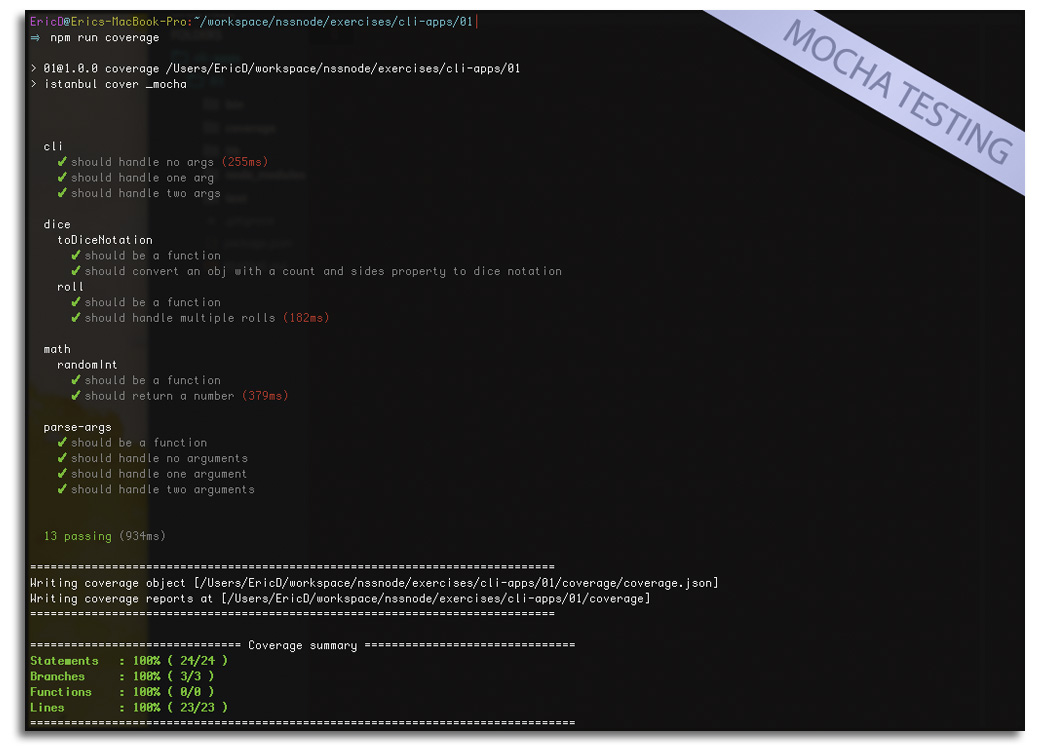 EricD@Erics-MacBook-Pro:~/workspace/nssnode/exercises/cli-apps/01|
⇒ npm run coverage
> 01@1.0.0 coverage /Users/EricD/workspace/nssnode/exercises/cli-apps/01
> istanbul cover _mocha
cli
✓ should handle no args (255ms)
✓ should handle one arg
✓ should handle two args
dice
toDiceNotation
✓ should be a function
✓ should convert an obj with a count and sides property to dice notation
roll
✓ should be a function
✓ should handle multiple rolls (182ms)
math
randomInt
✓ should be a function
✓ should return a number (379ms)
parse-args
✓ should be a function
✓ should handle no arguments
✓ should handle one argument
✓ should handle two arguments
13 passing (934ms)
=============================================================================
Writing coverage object [/Users/EricD/workspace/nssnode/exercises/cli-apps/01/coverage/coverage.json]
Writing coverage reports at [/Users/EricD/workspace/nssnode/exercises/cli-apps/01/coverage]
=============================================================================
=============================== Coverage summary ===============================
Statements : 100% ( 24/24 )
Branches : 100% ( 3/3 )
Functions : 100% ( 0/0 )
Lines : 100% ( 23/23 )
================================================================================
MOCHA TESTING